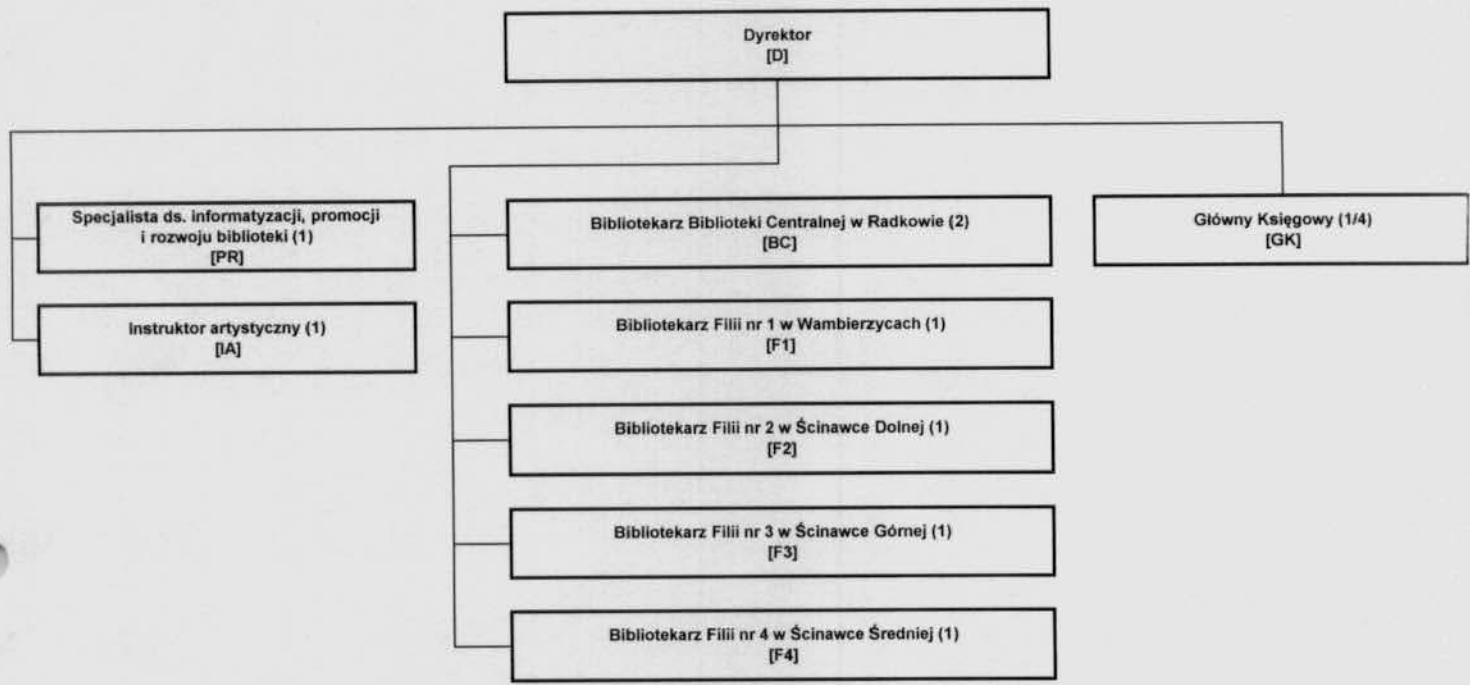 Dyrektor
[D]
Specjalista ds. informatyzacji, promocji
i rozwoju biblioteki (1)
[PR]
Instruktor artystyczny (1)
[IA]
Bibliotekarz Biblioteki Centralnej w Radkowie (2)
[BC]
Bibliotekarz Filii nr 1 w Wambierzycach (1)
[F1]
Bibliotekarz Filii nr 2 w Ścinawce Dolnej (1)
[F2]
Bibliotekarz Filii nr 3 w Ścinawce Górnej (1)
[F3]
Bibliotekarz Filii nr 4 w Ścinawce Średniej (1)
[F4]
Główny Księgowy (1/4)
[GK]